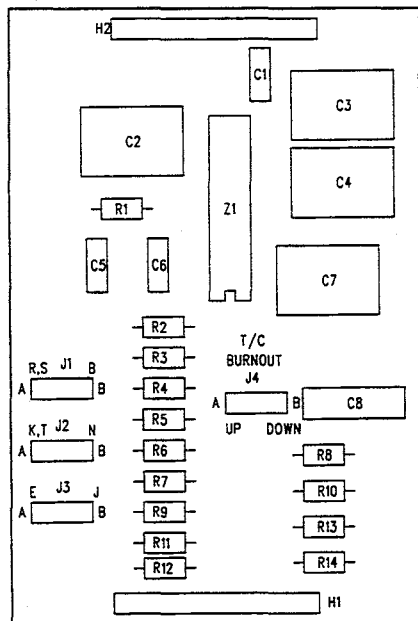 H2
C1
C3
C2
C4
R1
Z1
C5 C6
C7
R2
R3
T/C
BURNOUT
J4
R,S J1 B
A B
R4
A B
C8
UP DOWN
R5
K,T J2 N
A B
R6
R8
R7
E J3 J
A B
R9
R10
R11
R13
R12
R14
H1